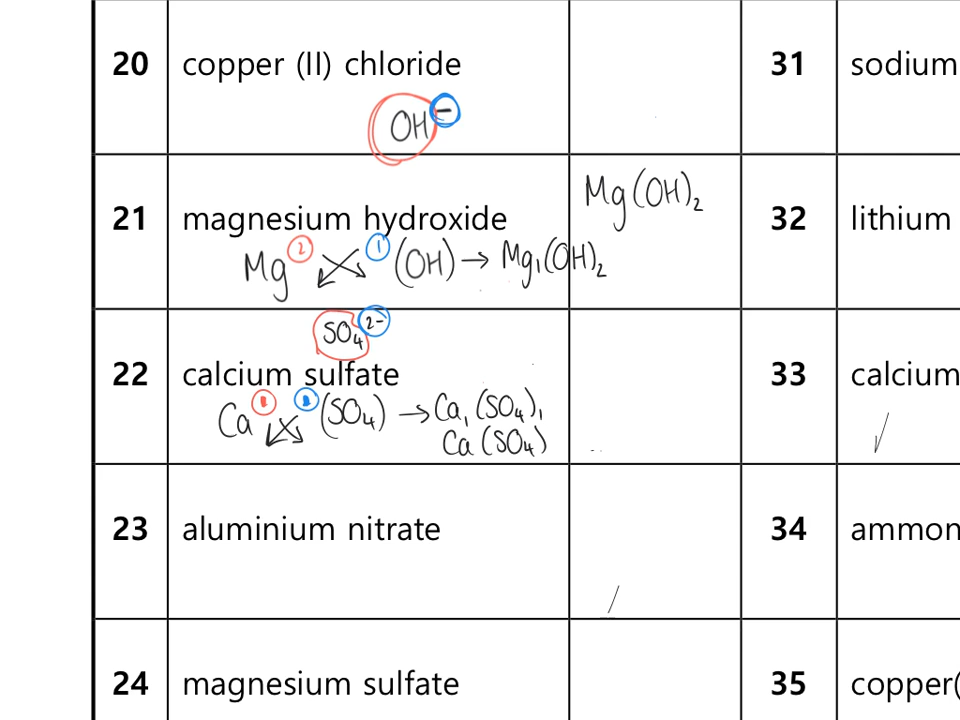 20 copper (II) chloride 31 sodium
OH⁻
21 magnesium hydroxide Mg(OH)₂ 32 lithium
Mg ② ① (OH) → Mg₁(OH)₂
SO₄ 2-
22 calcium sulfate 33 calcium
Ca (SO₄) → Ca₁(SO₄)₁
Ca(SO₄)
23 aluminium nitrate 34 ammon
24 magnesium sulfate 35 copper(